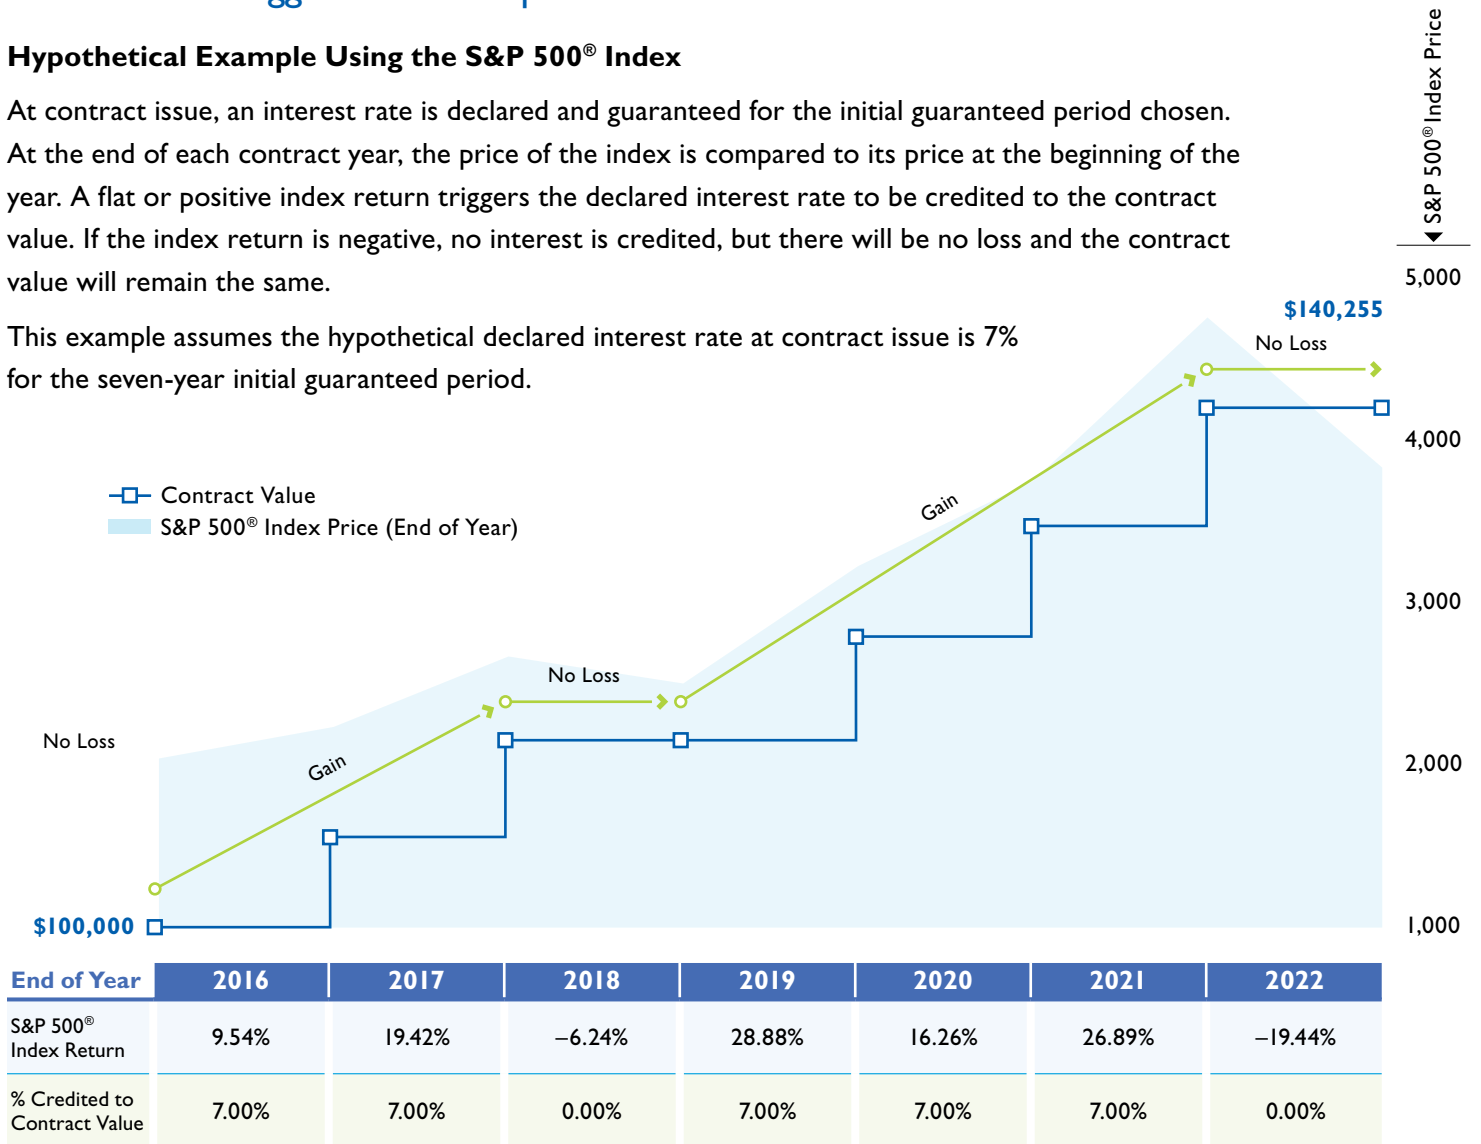 Hypothetical Example Using the S&P 500® Index
At contract issue, an interest rate is declared and guaranteed for the initial guaranteed period chosen.
At the end of each contract year, the price of the index is compared to its price at the beginning of the
year. A flat or positive index return triggers the declared interest rate to be credited to the contract
value. If the index return is negative, no interest is credited, but there will be no loss and the contract
value will remain the same.
This example assumes the hypothetical declared interest rate at contract issue is 7%
for the seven-year initial guaranteed period.
S&P 500® Index Price
5,000
4,000
3,000
2,000
1,000
Contract Value
S&P 500® Index Price (End of Year)
$140,255
No Loss
Gain
No Loss
Gain
No Loss
$100,000
End of Year 2016 2017 2018 2019 2020 2021 2022
S&P 500®
Index Return 9.54% 19.42% –6.24% 28.88% 16.26% 26.89% –19.44%
% Credited to
Contract Value 7.00% 7.00% 0.00% 7.00% 7.00% 7.00% 0.00%